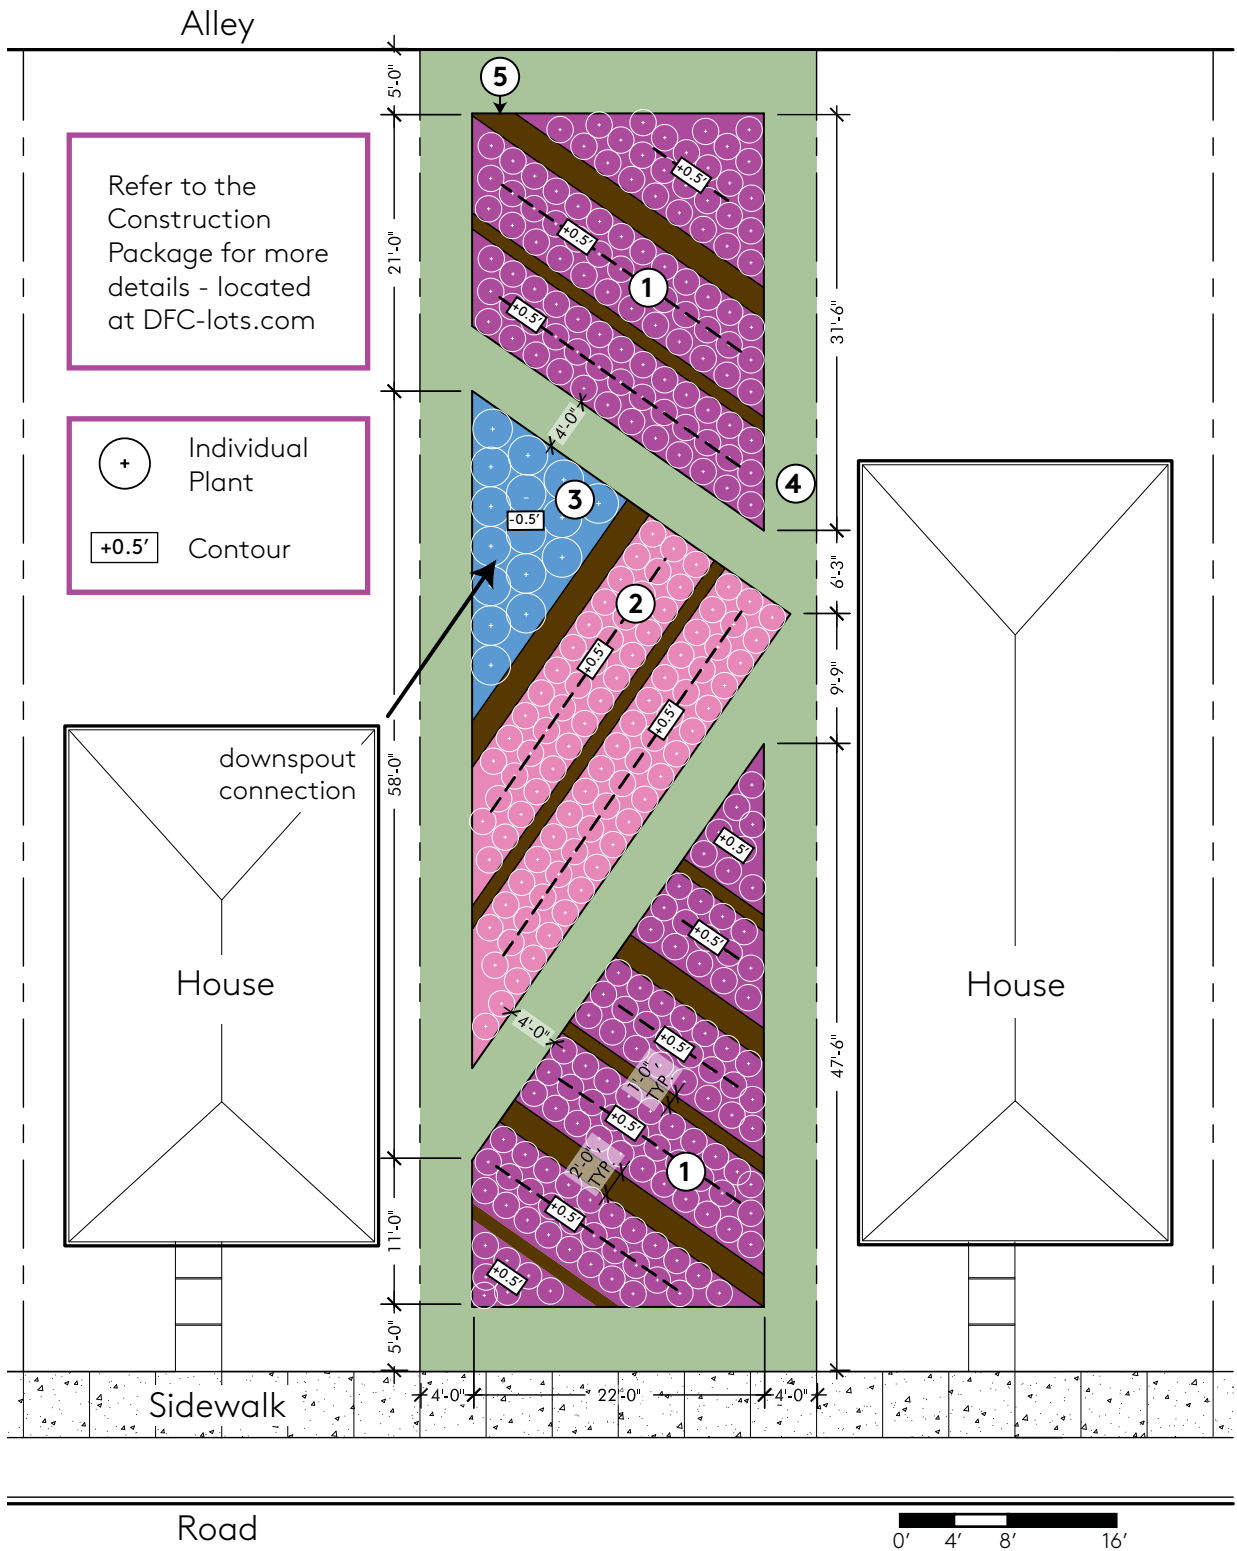 Alley
5
5'-0"
Refer to the
Construction
Package for more
details - located
at DFC-lots.com
+0.5'
+0.5'
1
21'-0"
+0.5'
31'-6"
4'-0"
Individual
Plant
+0.5' Contour
3
-0.5'
4
2
6'-3"
+0.5'
9'-9"
+0.5'
downspout
connection
58'-0"
+0.5'
+0.5'
House
House
4'-0"
+0.5'
47'-6"
1'-0",
TYP.
+0.5'
2'-0",
TYP.
1
+0.5'
11'-0"
+0.5'
5'-0"
4'-0" 22'-0" 4'-0"
Sidewalk
Road
0' 4' 8' 16'